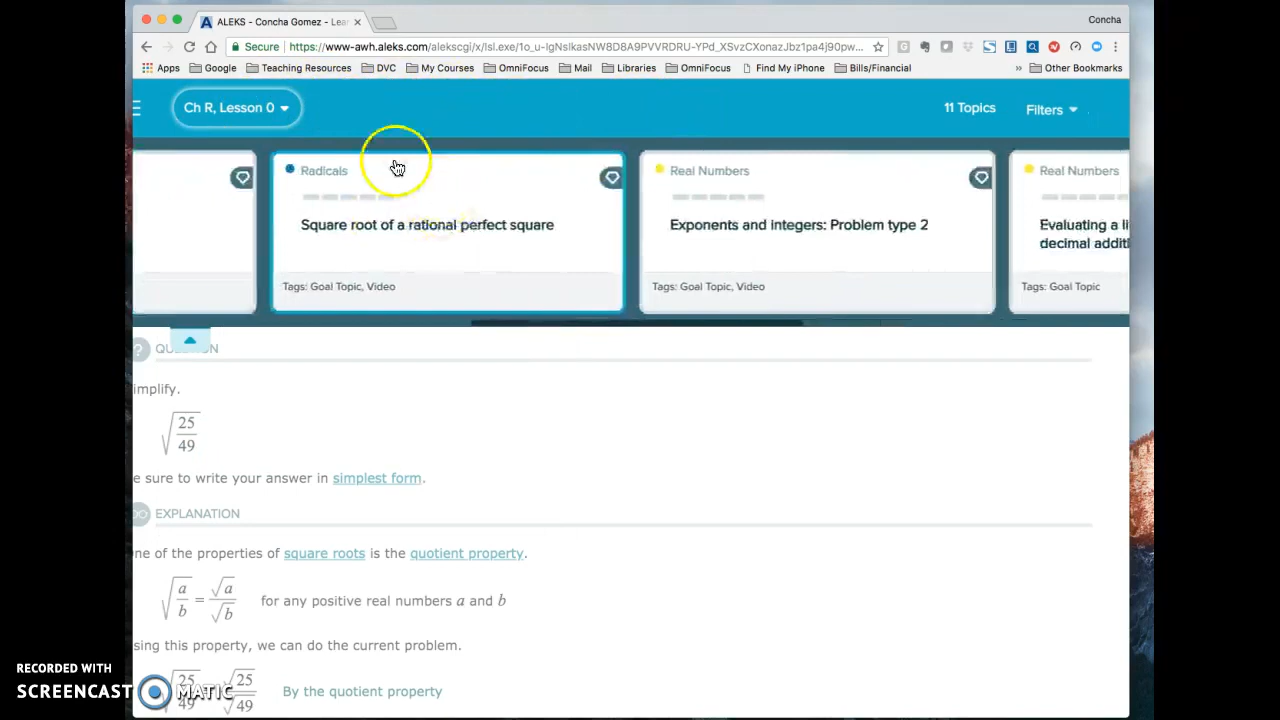 ALEKS - Concha Gomez - Lea
Concha
Secure
https://www-awh.aleks.com/alekscgi/x/lsl.exe/1o_u-IgNslkasNW8D8A9PVVRDRU-YPd_XSvzCXonazJbz1pa4j90pw...
Apps Google Teaching Resources DVC My Courses OmniFocus Mail Libraries OmniFocus Find My iPhone Bills/Financial » Other Bookmarks
Ch R, Lesson 0
11 Topics
Filters
Radicals
Square root of a rational perfect square
Tags: Goal Topic, Video
Real Numbers
Exponents and integers: Problem type 2
Tags: Goal Topic, Video
Real Numbers
Evaluating a li
decimal additi
Tags: Goal Topic
QUESTION
implify.
√(25/49)
e sure to write your answer in simplest form.
EXPLANATION
ne of the properties of square roots is the quotient property.
√(a/b) = √a/√b for any positive real numbers a and b
sing this property, we can do the current problem.
√(25/49) √25/√49 By the quotient property
RECORDED WITH
SCREENCAST MATIC